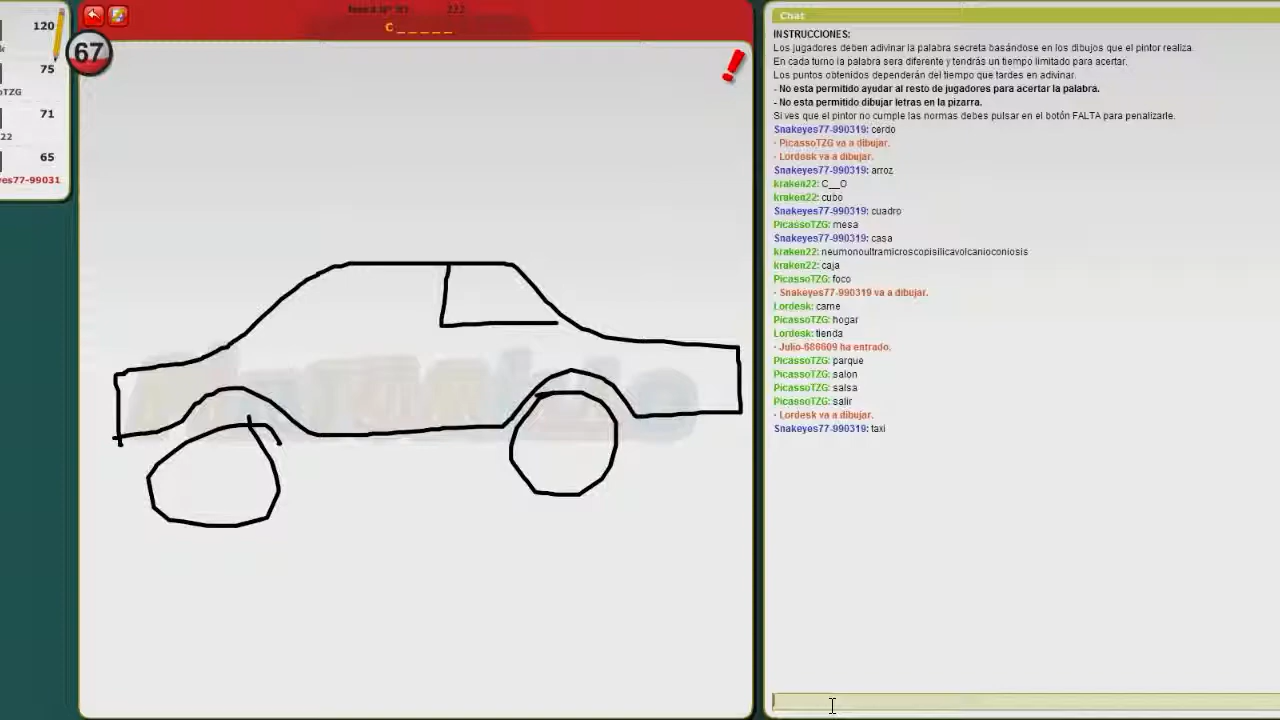 120
75
oTZG
71
22
65
yes77-99031
67
C_ _ _ _ _
Chat
INSTRUCCIONES:
Los jugadores deben adivinar la palabra secreta basándose en los dibujos que el pintor realiza.
En cada turno la palabra sera diferente y tendrás un tiempo limitado para acertar.
Los puntos obtenidos dependerán del tiempo que tardes en adivinar.
- No esta permitido ayudar al resto de jugadores para acertar la palabra.
- No esta permitido dibujar letras en la pizarra.
Si ves que el pintor no cumple las normas debes pulsar en el botón FALTA para penalizarle.
Snakeyes77-990319: cerdo
· PicassoTZG va a dibujar.
· Lordesk va a dibujar.
Snakeyes77-990319: arroz
kraken22: C__O
kraken22: cubo
Snakeyes77-990319: cuadro
PicassoTZG: mesa
Snakeyes77-990319: casa
kraken22: neumonoultramicroscopisilicavolcanioconiosis
kraken22: caja
PicassoTZG: foco
· Snakeyes77-990319 va a dibujar.
Lordesk: carne
PicassoTZG: hogar
Lordesk: tienda
· Julio-686609 ha entrado.
PicassoTZG: parque
PicassoTZG: salon
PicassoTZG: salsa
PicassoTZG: salir
· Lordesk va a dibujar.
Snakeyes77-990319: taxi